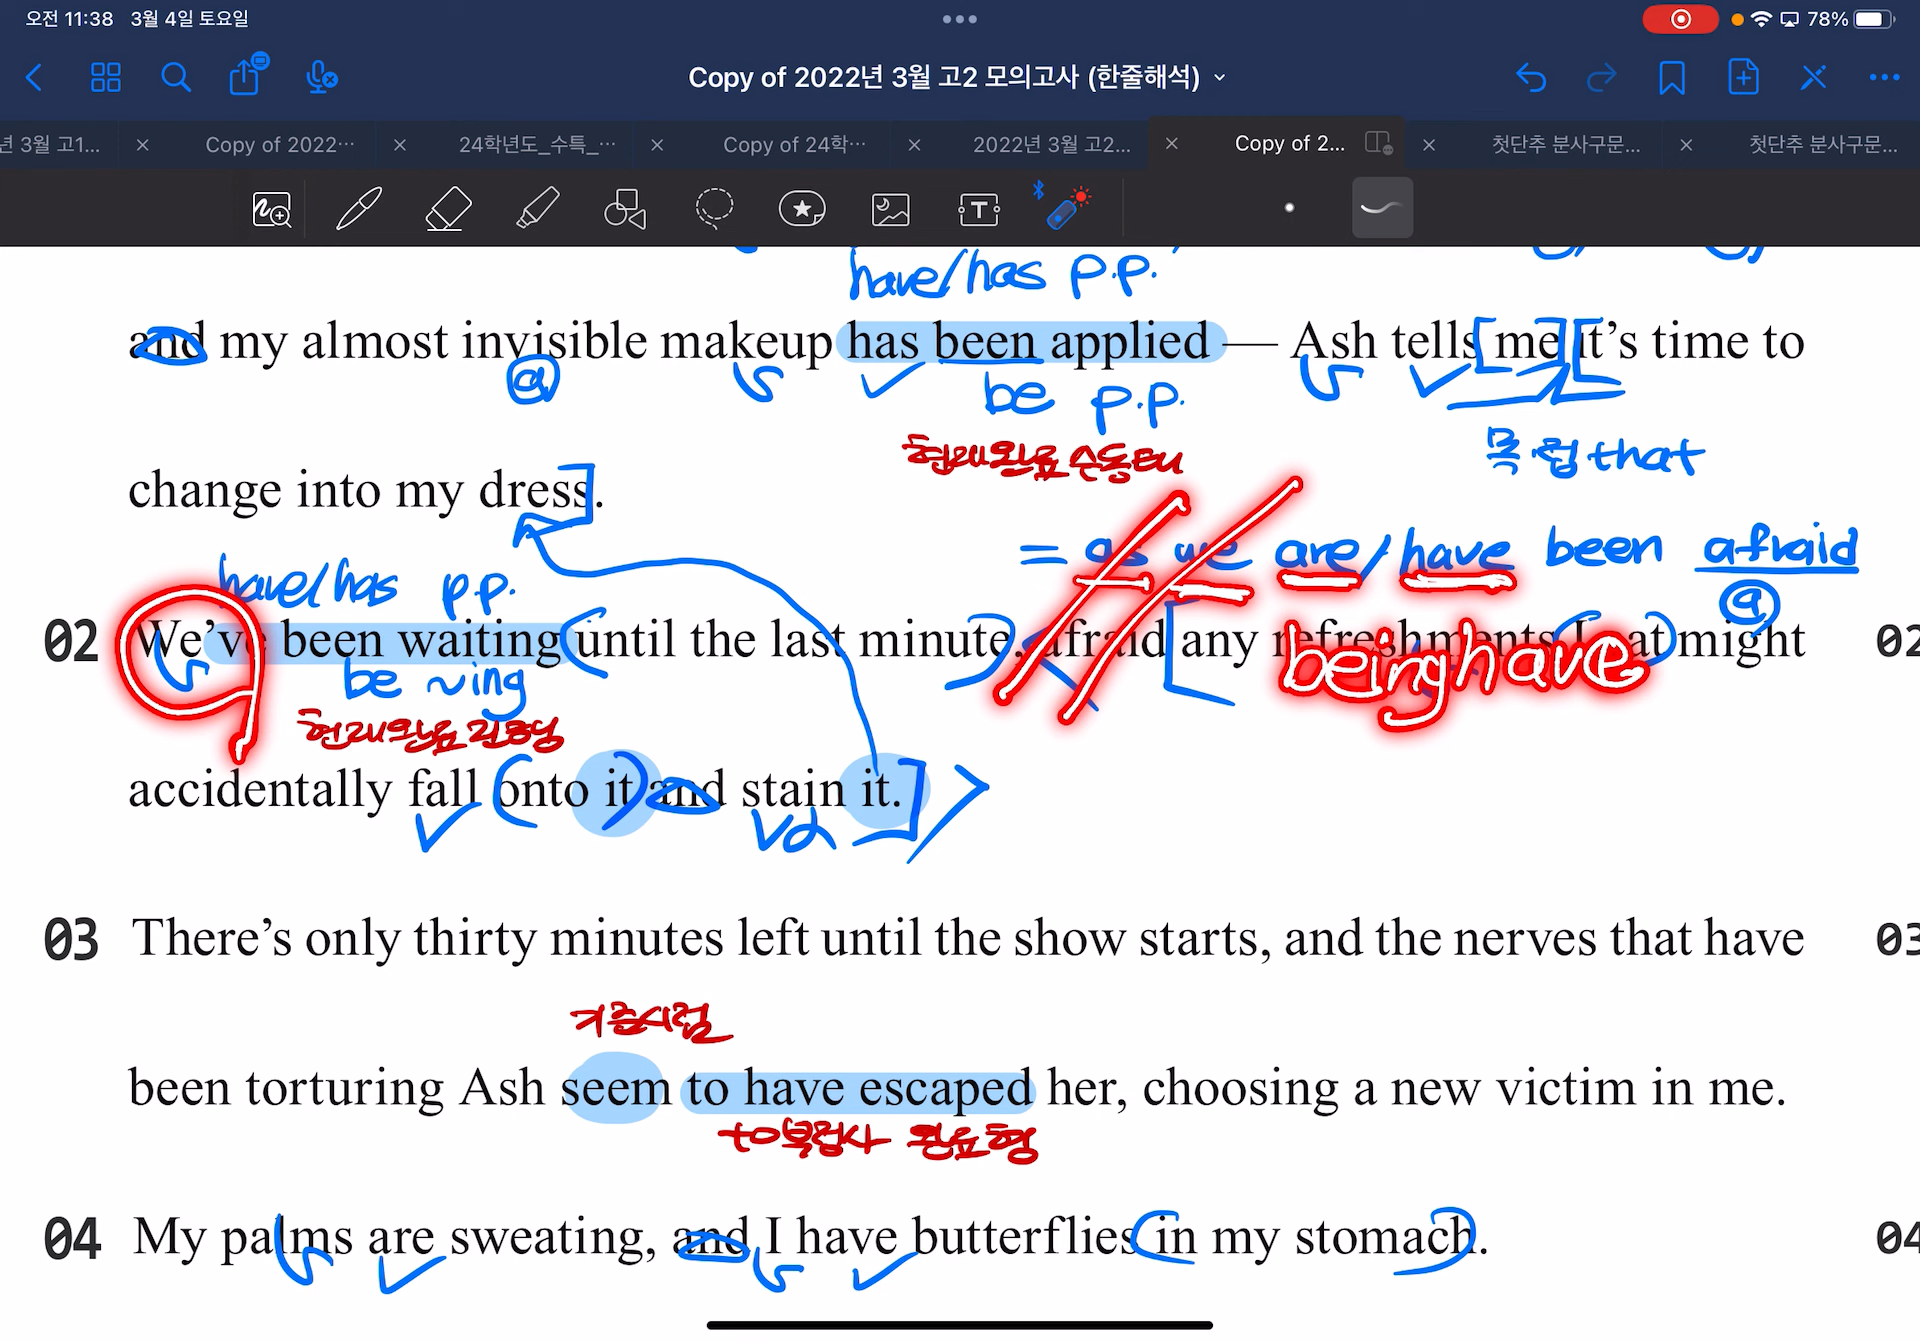 오전 11:38 3월 4일 토요일 78%
Copy of 2022년 3월 고2 모의고사 (한줄해석)
년 3월 고1... Copy of 2022··· 24학년도_수특_··· Copy of 24학··· 2022년 3월 고2... Copy of 2... 첫단추 분사구문... 첫단추 분사구문...
have/has p.p.
and my almost invisible makeup has been applied — Ash tells me it's time to
ⓐ be p.p.
현재완료 수동태 목·접 that
change into my dress.
= as we are/have been afraid
have/has p.p. ⓐ
02 We've been waiting until the last minute, afraid any refreshments that might 02
be ~ing being have
현재완료 진행형
accidentally fall onto it and stain it.
03 There's only thirty minutes left until the show starts, and the nerves that have 03
기준시점
been torturing Ash seem to have escaped her, choosing a new victim in me.
to부정사 완료형
04 My palms are sweating, and I have butterflies in my stomach. 04